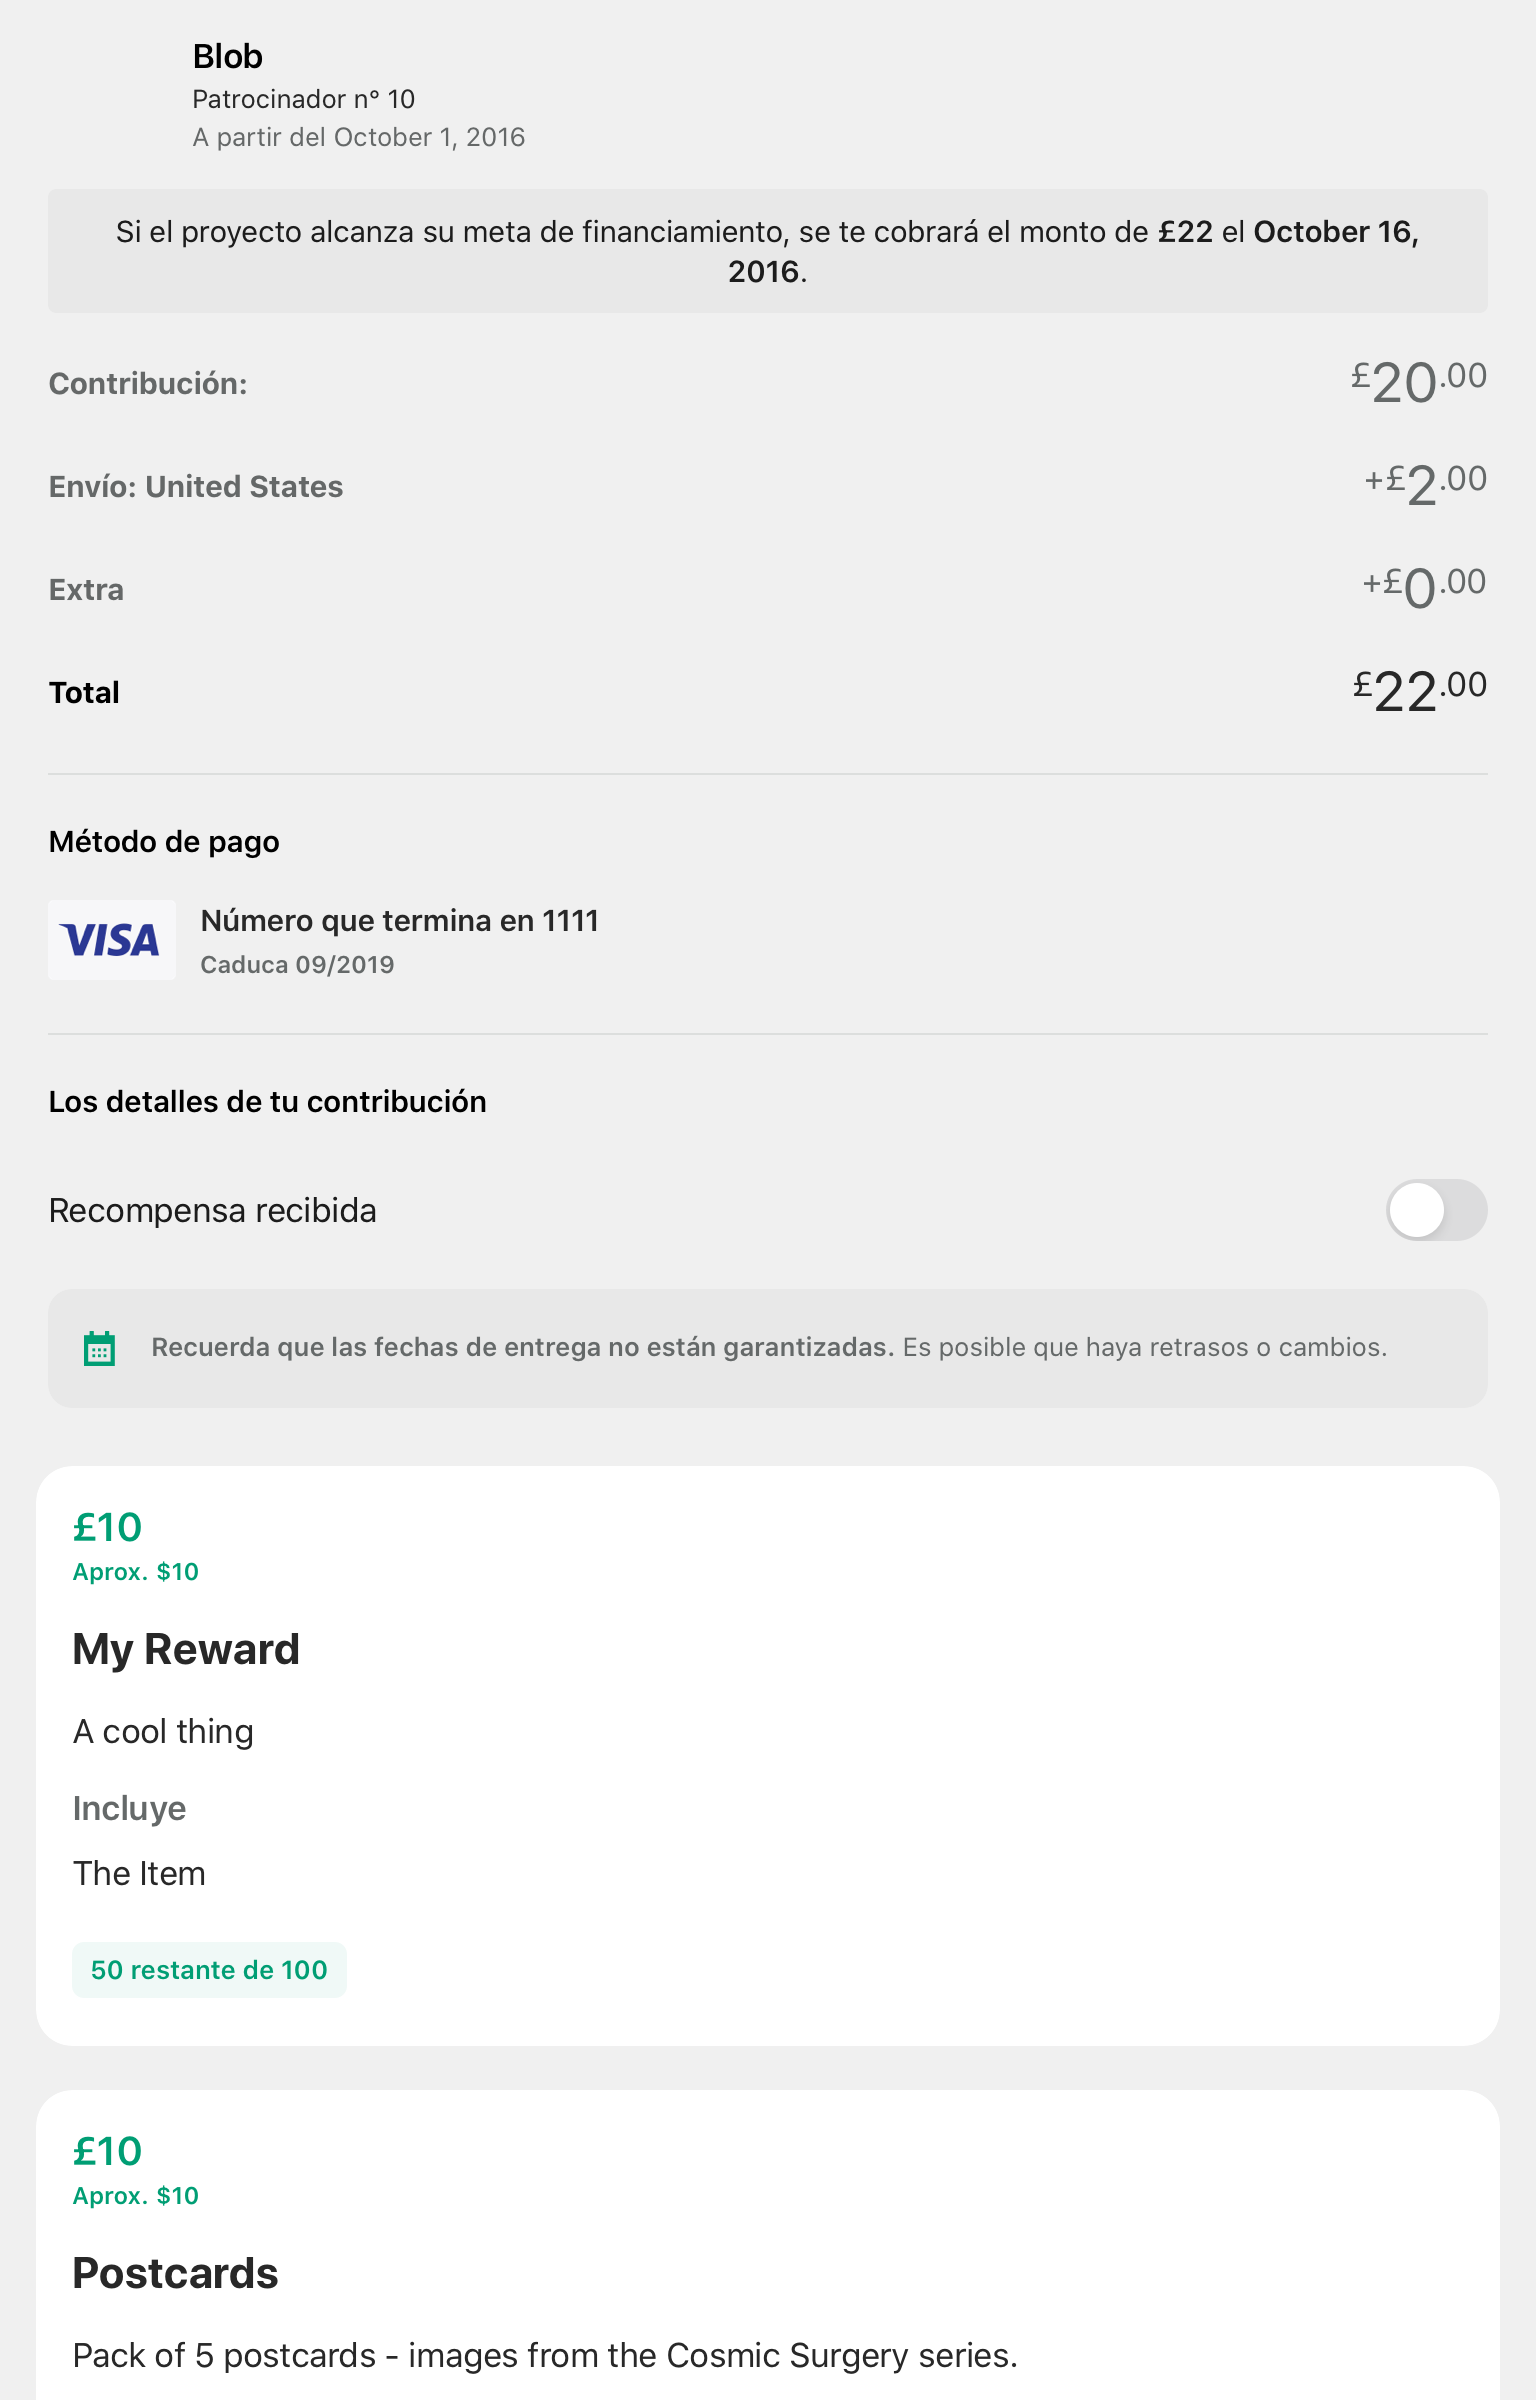 Blob
Patrocinador n° 10
A partir del October 1, 2016
Si el proyecto alcanza su meta de financiamiento, se te cobrará el monto de £22 el October 16,
2016.
Contribución: £20.00
Envío: United States +£2.00
Extra +£0.00
Total £22.00
Método de pago
VISA
Número que termina en 1111
Caduca 09/2019
Los detalles de tu contribución
Recompensa recibida
Recuerda que las fechas de entrega no están garantizadas. Es posible que haya retrasos o cambios.
£10
Aprox. $10
My Reward
A cool thing
Incluye
The Item
50 restante de 100
£10
Aprox. $10
Postcards
Pack of 5 postcards - images from the Cosmic Surgery series.